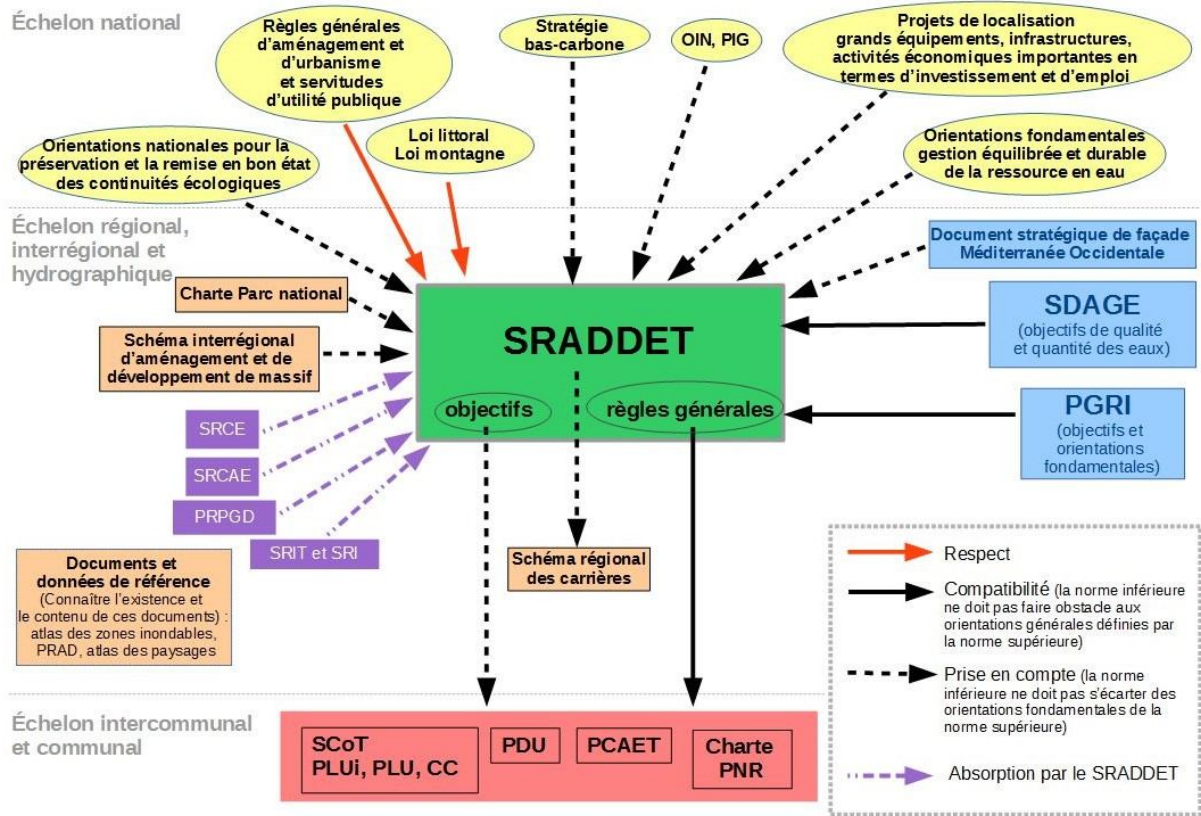 Échelon national
Règles générales
d'aménagement et
d'urbanisme
et servitudes
d'utilité publique
Stratégie
bas-carbone
OIN, PIG
Projets de localisation
grands équipements, infrastructures,
activités économiques importantes en
termes d'investissement et d'emploi
Orientations nationales pour la
préservation et la remise en bon état
des continuités écologiques
Loi littoral
Loi montagne
Orientations fondamentales
gestion équilibrée et durable
de la ressource en eau
Échelon régional,
interrégional et
hydrographique
Document stratégique de façade
Méditerranée Occidentale
Charte Parc national
Schéma interrégional
d'aménagement et de
développement de massif
SRADDET
objectifs
règles générales
SDAGE
(objectifs de qualité
et quantité des eaux)
PGRI
(objectifs et
orientations
fondamentales)
SRCE
SRCAE
PRPGD
SRIT et SRI
Documents et
données de référence
(Connaître l'existence et
le contenu de ces documents) :
atlas des zones inondables,
PRAD, atlas des paysages
Schéma régional
des carrières
Respect
Compatibilité (la norme inférieure
ne doit pas faire obstacle aux
orientations générales définies par
la norme supérieure)
Prise en compte (la norme
inférieure ne doit pas s'écarter des
orientations fondamentales de la
norme supérieure)
Absorption par le SRADDET
Échelon intercommunal
et communal
SCoT
PLUi, PLU, CC
PDU
PCAET
Charte
PNR